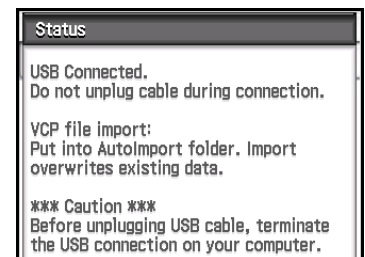 Status
USB Connected.
Do not unplug cable during connection.
VCP file import:
Put into AutoImport folder. Import
overwrites existing data.
*** Caution ***
Before unplugging USB cable, terminate
the USB connection on your computer.